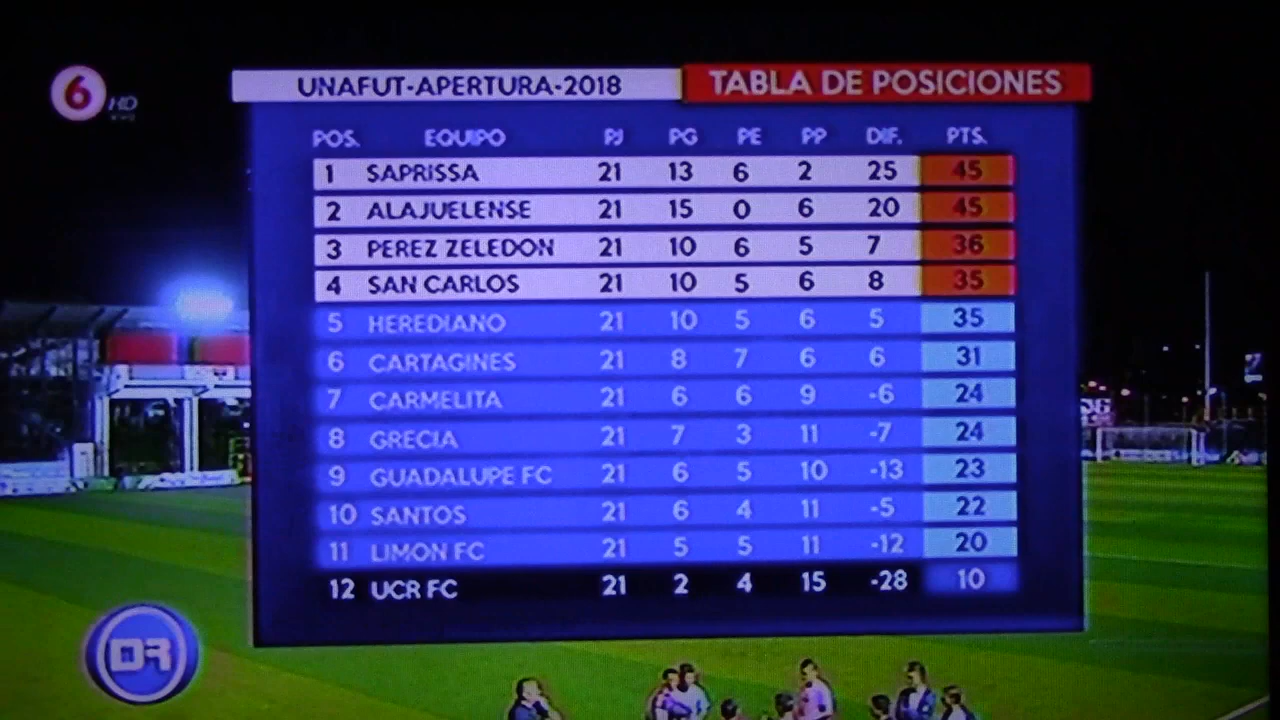 6
HD
UNAFUT-APERTURA-2018 TABLA DE POSICIONES
POS. EQUIPO PJ PG PE PP DIF. PTS.
1 SAPRISSA 21 13 6 2 25 45
2 ALAJUELENSE 21 15 0 6 20 45
3 PEREZ ZELEDON 21 10 6 5 7 36
4 SAN CARLOS 21 10 5 6 8 35
5 HEREDIANO 21 10 5 6 5 35
6 CARTAGINES 21 8 7 6 6 31
7 CARMELITA 21 6 6 9 -6 24
8 GRECIA 21 7 3 11 -7 24
9 GUADALUPE FC 21 6 5 10 -13 23
10 SANTOS 21 6 4 11 -5 22
11 LIMON FC 21 5 5 11 -12 20
12 UCR FC 21 2 4 15 -28 10